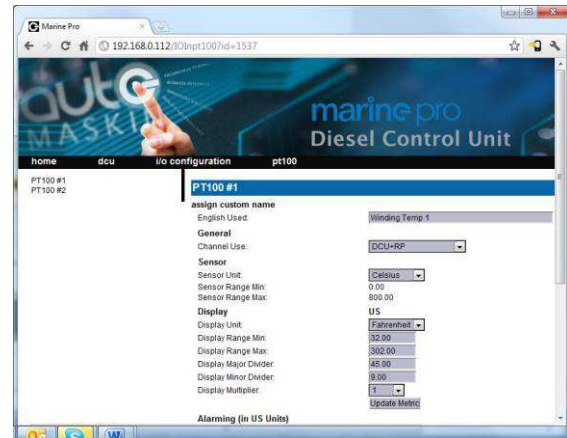 Marine Pro
192.168.0.112/IOInpt100?id=1537
auto
MASKIN
marine pro
Diesel Control Unit
home dcu i/o configuration pt100
PT100 #1
PT100 #2
PT100 #1
assign custom name
English Used: Winding Temp 1
General
Channel Use: DCU+RP
Sensor
Sensor Unit: Celsius
Sensor Range Min: 0.00
Sensor Range Max: 800.00
Display US
Display Unit: Fahrenheit
Display Range Min: 32.00
Display Range Max: 302.00
Display Major Divider: 45.00
Display Minor Divider: 9.00
Display Multiplier: 1
Update Metric
Alarming (in US Units)